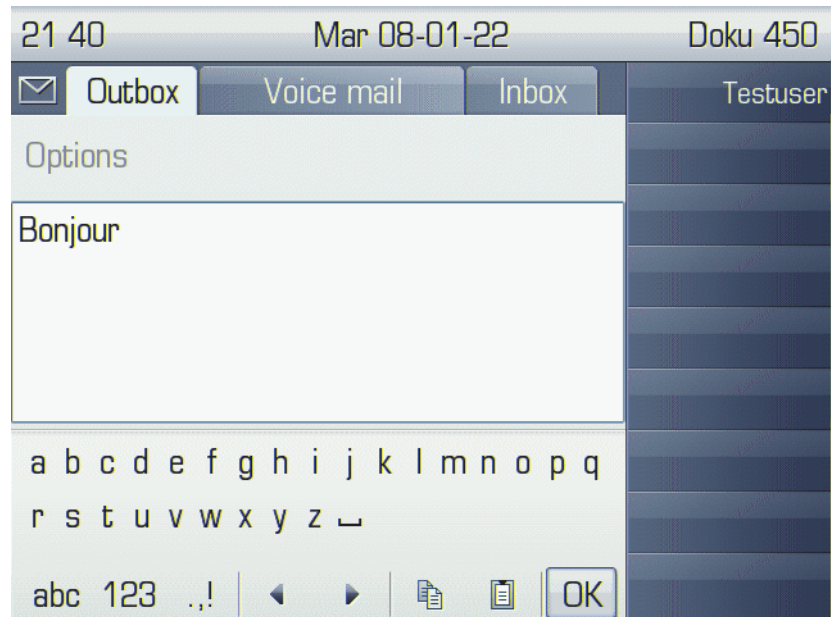 21 40 Mar 08-01-22 Doku 450
Outbox Voice mail Inbox Testuser
Options
Bonjour
a b c d e f g h i j k l m n o p q
r s t u v w x y z ⎵
abc 123 .,! OK